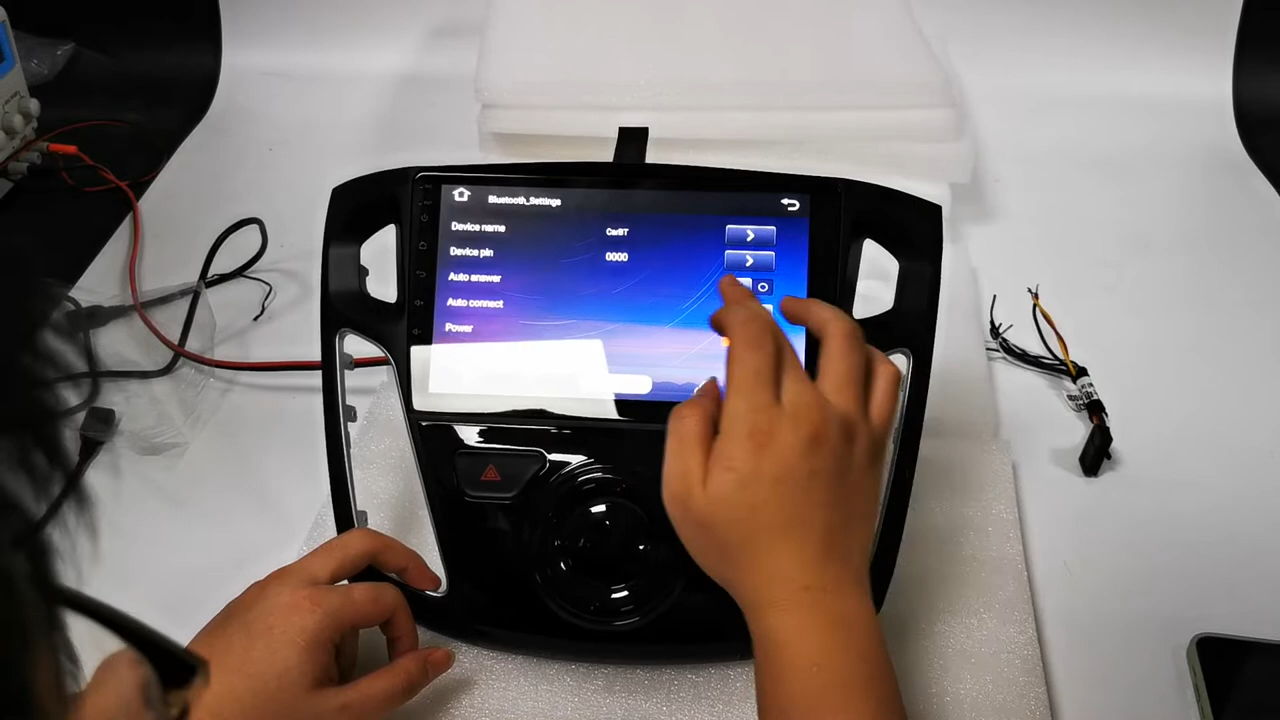 Bluetooth_Settings
Device name CarBT
Device pin 0000
Auto answer
Auto connect
Power